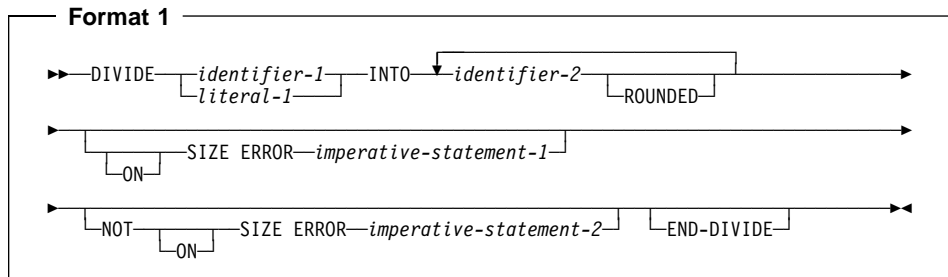 Format 1
DIVIDE identifier-1 INTO identifier-2
literal-1 ROUNDED
SIZE ERROR imperative-statement-1
ON
NOT SIZE ERROR imperative-statement-2 END-DIVIDE
ON